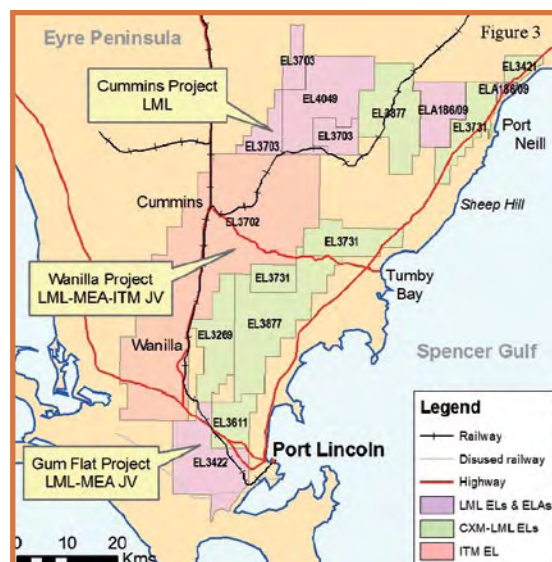 Figure 3
Eyre Peninsula
EL3703
EL3421
Cummins Project
LML
EL4049
ELA186/09
ELA186/09
EL3877
EL3703
EL3703
EL3731
Port
Neill
Cummins
EL3702
Sheep Hill
EL3731
Wanilla Project
LML-MEA-ITM JV
EL3731
Tumby
Bay
EL3877
EL3269
Wanilla
Spencer Gulf
EL3611
Gum Flat Project
LML-MEA JV
EL3422
Port Lincoln
0 10 20
Kms
Legend
Railway
Disused railway
Highway
LML ELs & ELAs
CXM-LML ELs
ITM EL